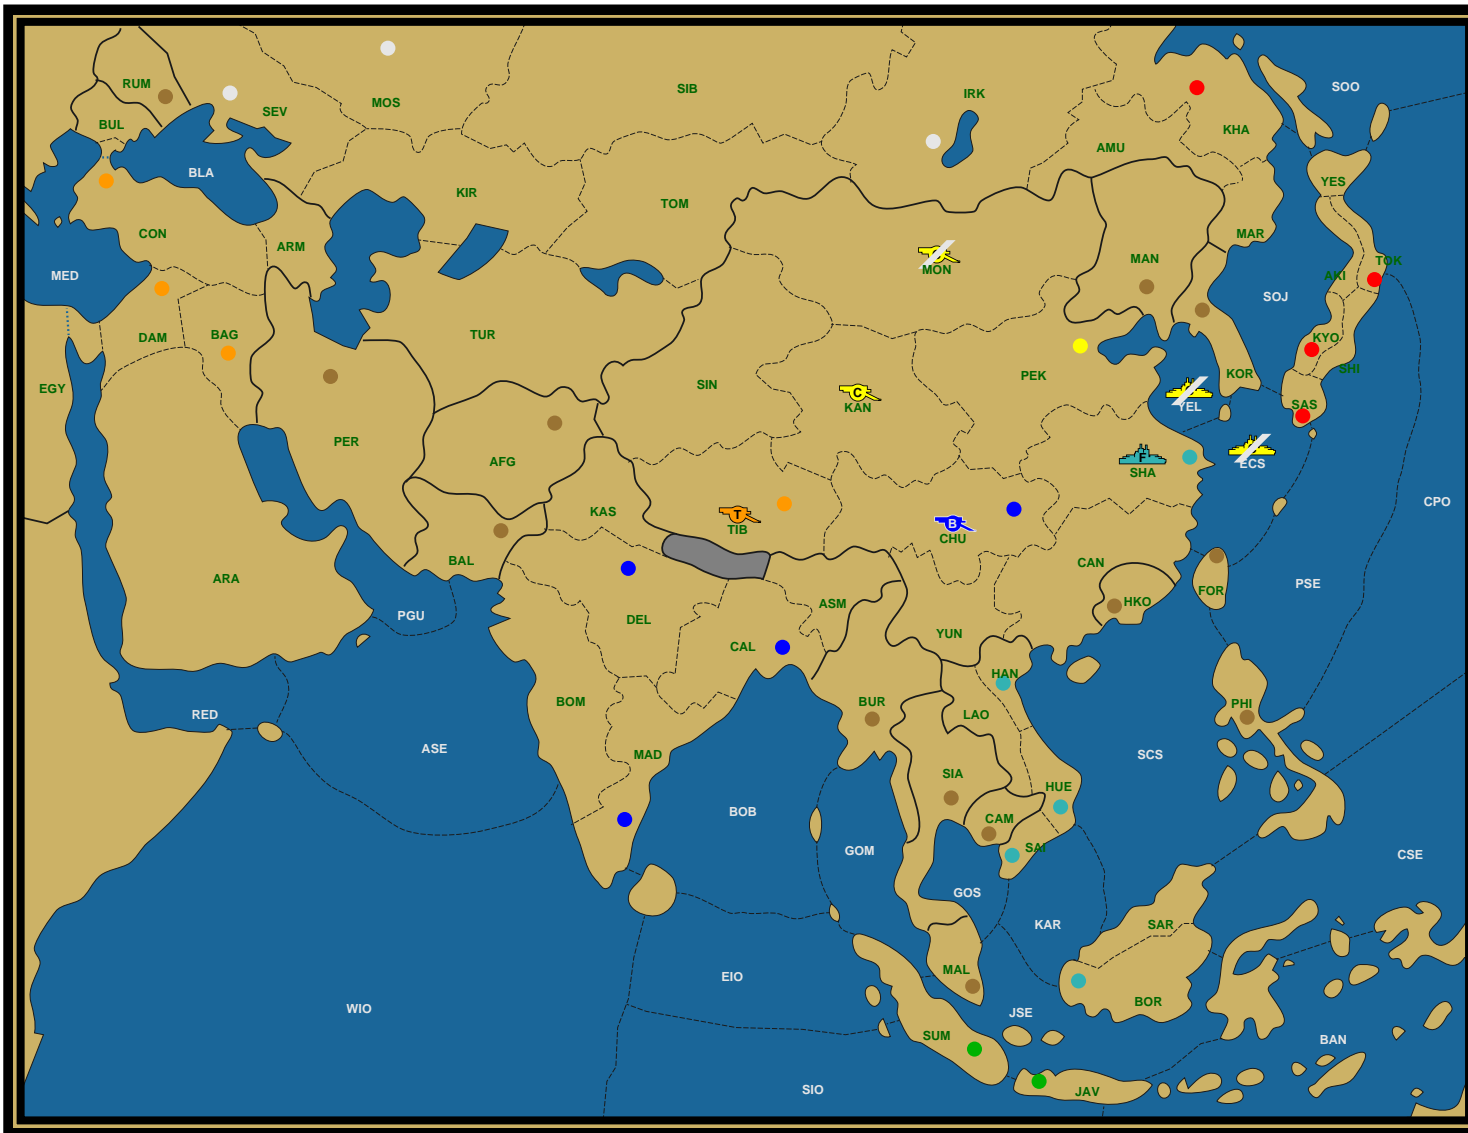 RUM
BUL
SEV
MOS
SIB
IRK
SOO
KHA
AMU
BLA
YES
KIR
TOM
CON
ARM
MAR
MED
MON
MAN
TOK
AKI
SOJ
DAM
BAG
TUR
KYO
SHI
EGY
SIN
KAN
PEK
KOR
YEL
SAS
PER
AFG
C
F
SHA
ECS
CPO
KAS
T
TIB
B
CHU
BAL
CAN
ARA
PGU
ASM
HKO
FOR
PSE
DEL
CAL
YUN
HAN
BOM
BUR
LAO
PHI
RED
ASE
MAD
SCS
SIA
HUE
BOB
CAM
GOM
SAI
CSE
GOS
KAR
SAR
MAL
EIO
BOR
WIO
JSE
SUM
BAN
SIO
JAV